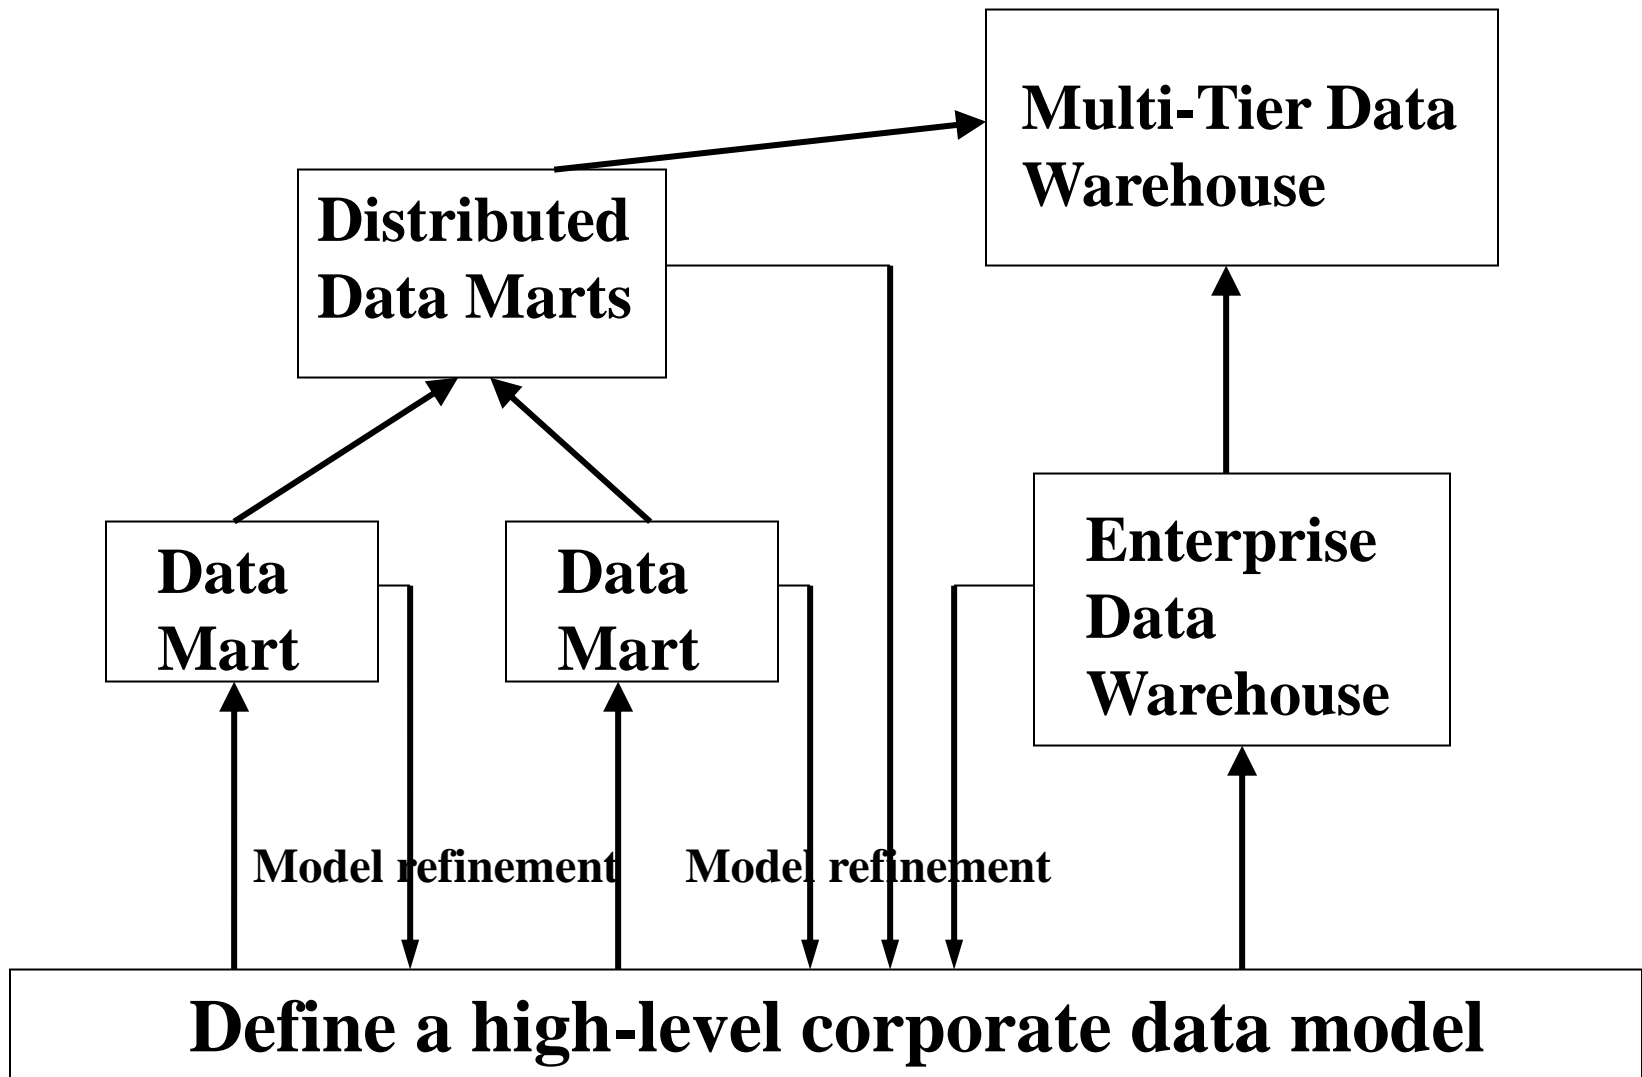 Multi-Tier Data
Warehouse
Distributed
Data Marts
Data
Mart
Data
Mart
Enterprise
Data
Warehouse
Model refinement
Model refinement
Define a high-level corporate data model